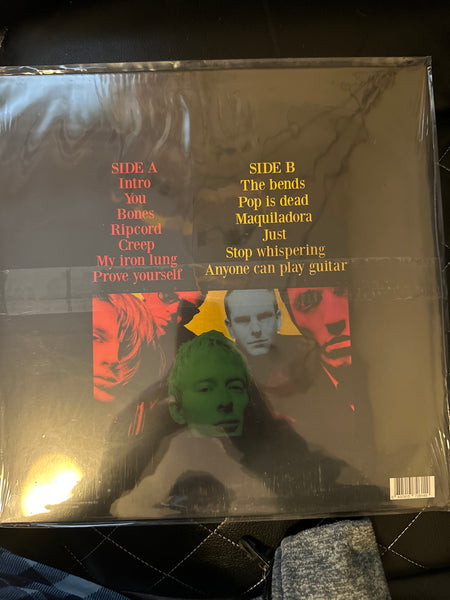 SIDE A
Intro
You
Bones
Ripcord
Creep
My iron lung
Prove yourself
SIDE B
The bends
Pop is dead
Maquiladora
Just
Stop whispering
Anyone can play guitar